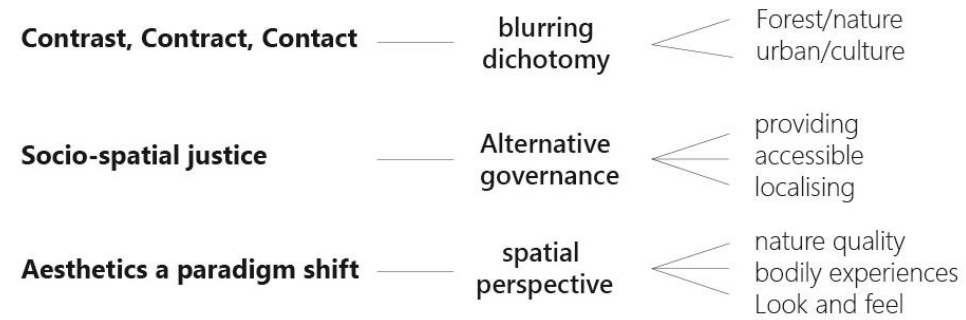 Contrast, Contract, Contact
blurring
dichotomy
Forest/nature
urban/culture
Socio-spatial justice
Alternative
governance
providing
accessible
localising
Aesthetics a paradigm shift
spatial
perspective
nature quality
bodily experiences
Look and feel